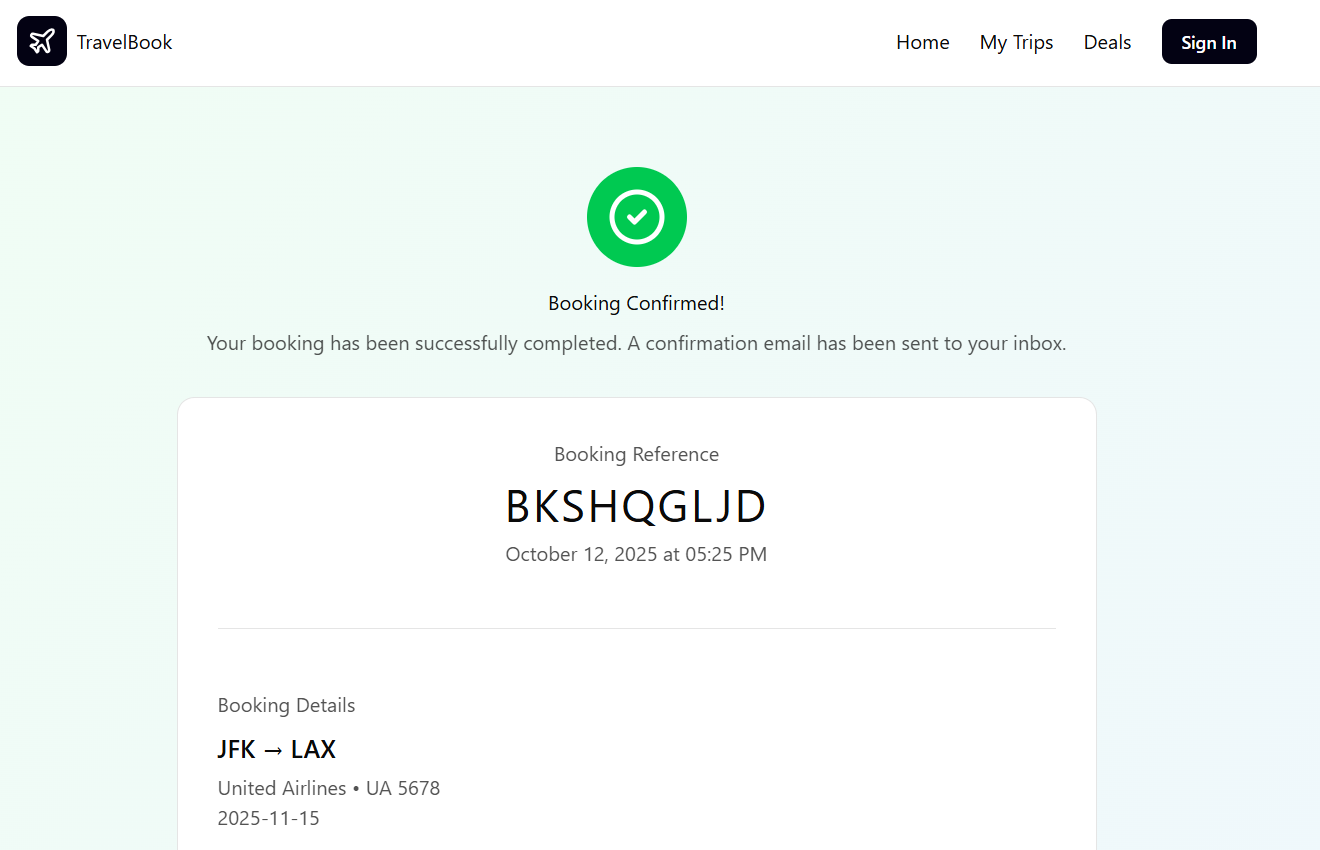 TravelBook
Home
My Trips
Deals
Sign In
Booking Confirmed!
Your booking has been successfully completed. A confirmation email has been sent to your inbox.
Booking Reference
BKSHQGLJD
October 12, 2025 at 05:25 PM
Booking Details
JFK → LAX
United Airlines • UA 5678
2025-11-15